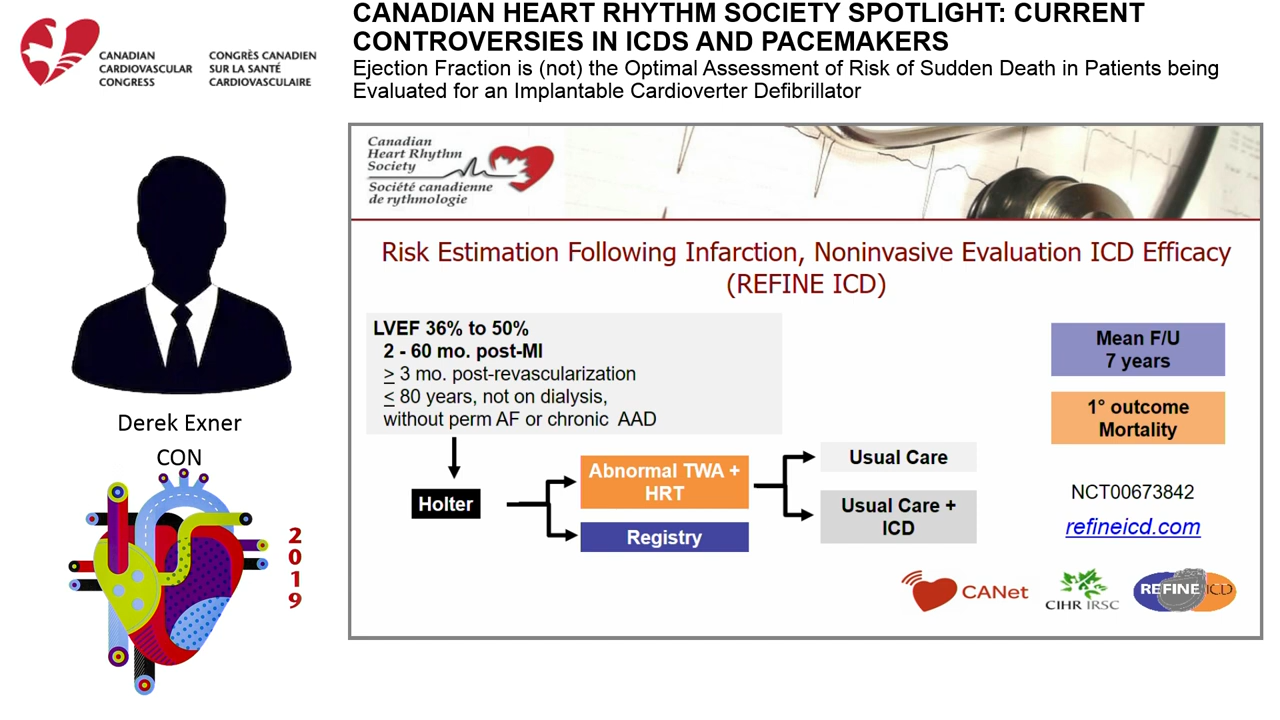 CANADIAN HEART RHYTHM SOCIETY SPOTLIGHT: CURRENT
CONTROVERSIES IN ICDS AND PACEMAKERS
Ejection Fraction is (not) the Optimal Assessment of Risk of Sudden Death in Patients being
Evaluated for an Implantable Cardioverter Defibrillator
CANADIAN
CARDIOVASCULAR
CONGRESS
CONGRÈS CANADIEN
SUR LA SANTÉ
CARDIOVASCULAIRE
Derek Exner
CON
2019
Canadian
Heart Rhythm
Society
Société canadienne
de rythmologie
Risk Estimation Following Infarction, Noninvasive Evaluation ICD Efficacy
(REFINE ICD)
LVEF 36% to 50%
2 - 60 mo. post-MI
≥ 3 mo. post-revascularization
≤ 80 years, not on dialysis,
without perm AF or chronic AAD
Holter
Abnormal TWA +
HRT
Registry
Usual Care
Usual Care +
ICD
Mean F/U
7 years
1° outcome
Mortality
NCT00673842
refineicd.com
CANet
CIHR IRSC
REFINE ICD